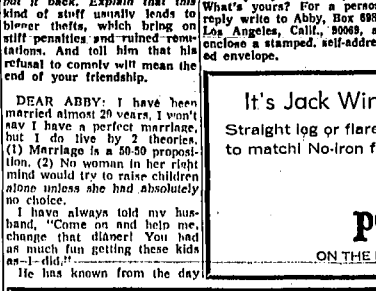 put it back. Explain that this
kind of stuff usually leads to
bigger thefts, which bring on
stiff penalties and ruined repu-
tations. And tell him that his
refusal to comply will mean the
end of your friendship.
DEAR ABBY: I have been
married almost 20 years, I won't
say I have a perfect marriage,
but I do live by 2 theories.
(1) Marriage is a 50-50 proposi-
tion. (2) No woman in her right
mind would try to raise children
alone unless she had absolutely
no choice.
I have always told my hus-
band, "Come on and help me,
change that diaper! You had
as much fun getting these kids
as—I—did."
He has known from the day
What's yours? For a perso
reply write to Abby, Box 698
Los Angeles, Calif., 90069, a
enclose a stamped, self-addre
ed envelope.
It's Jack Wi
Straight leg or flare
to match! No-Iron f
P
ON THE